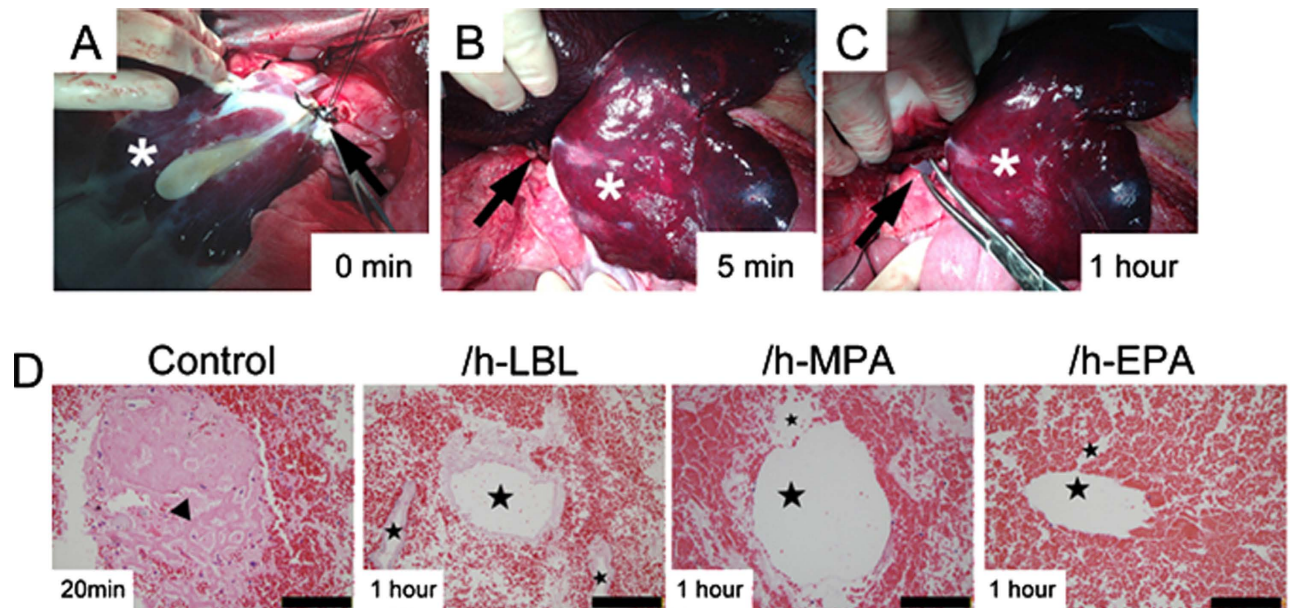 A
B
C
0 min
5 min
1 hour
D
Control
/h-LBL
/h-MPA
/h-EPA
20min
1 hour
1 hour
1 hour